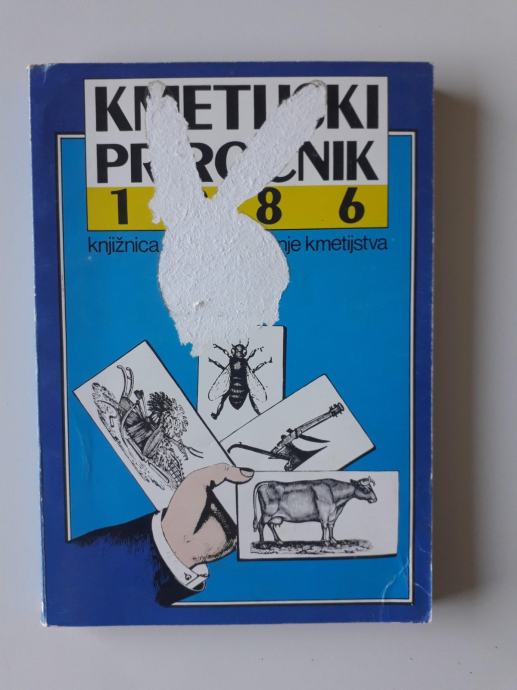 KMETIJSKI
PRIROČNIK
1 8 6
knjižnica kmetijstva